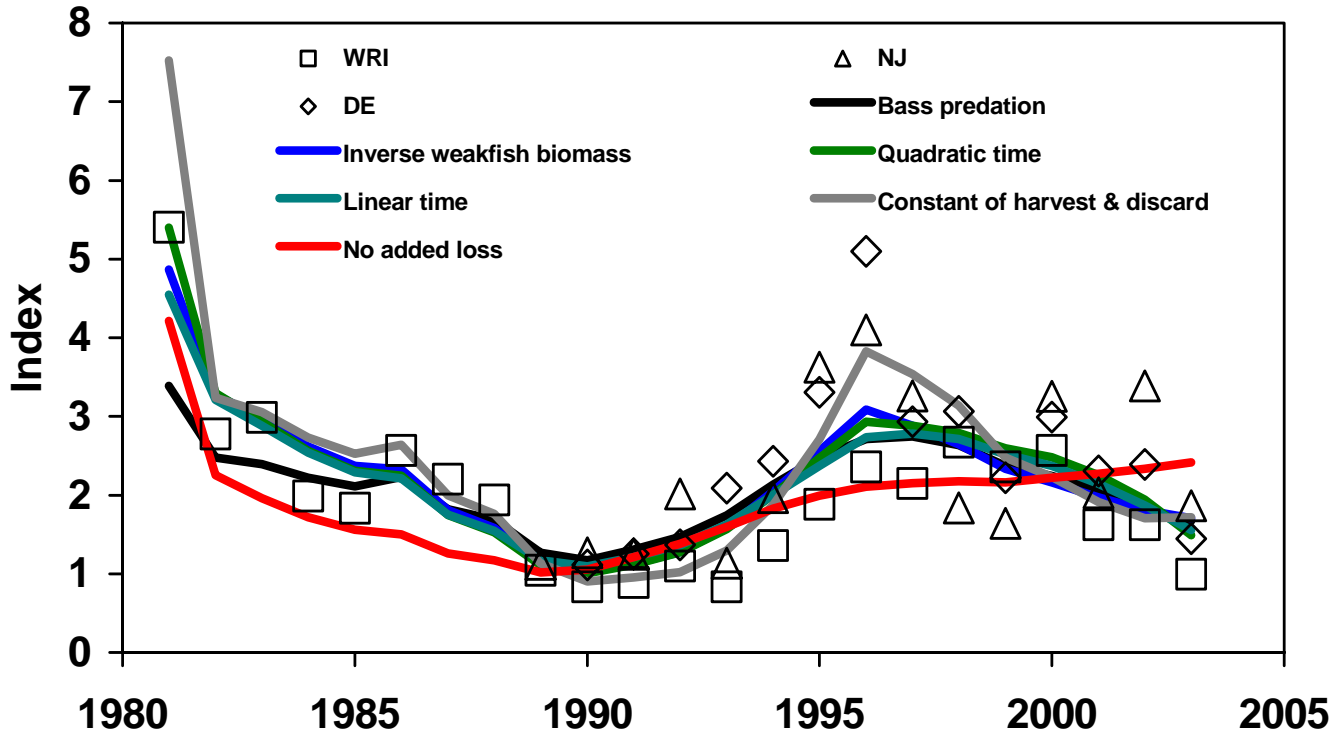 8
7
6
5
4
3
2
1
0
Index
WRI
NJ
DE
Bass predation
Inverse weakfish biomass
Quadratic time
Linear time
Constant of harvest & discard
No added loss
1980 1985 1990 1995 2000 2005